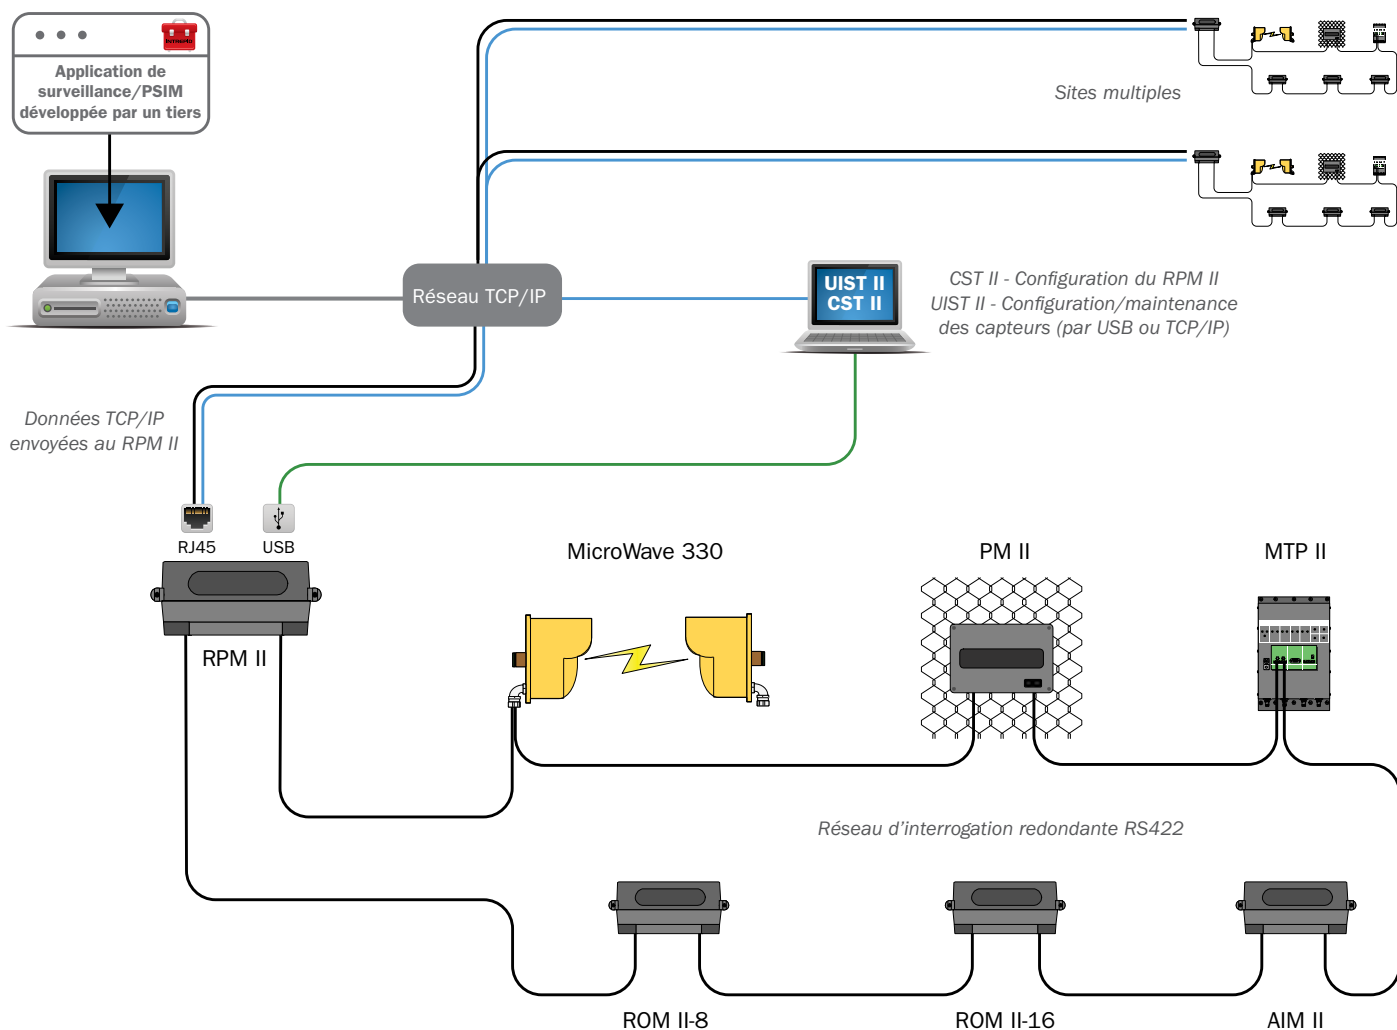 INTREPID
Application de
surveillance/PSIM
développée par un tiers
Sites multiples
Réseau TCP/IP
UIST II
CST II
CST II - Configuration du RPM II
UIST II - Configuration/maintenance
des capteurs (par USB ou TCP/IP)
Données TCP/IP
envoyées au RPM II
RJ45
USB
RPM II
MicroWave 330
PM II
MTP II
Réseau d'interrogation redondante RS422
ROM II-8
ROM II-16
AIM II